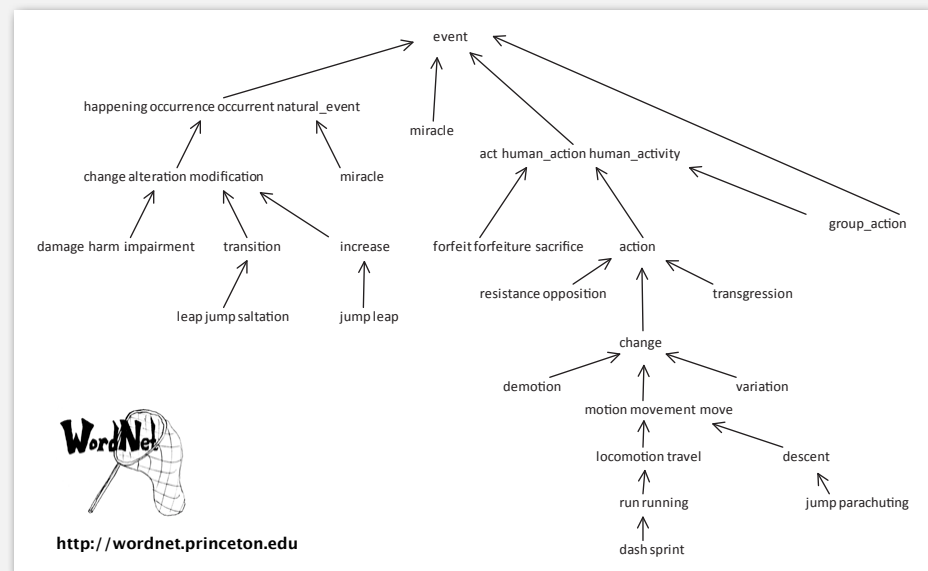 event
happening occurrence occurrent natural_event
miracle
act human_action human_activity
change alteration modification
miracle
group_action
damage harm impairment
transition
increase
forfeit forfeiture sacrifice
action
resistance opposition
transgression
leap jump saltation
jump leap
change
demotion
variation
motion movement move
WordNet
locomotion travel
descent
run running
jump parachuting
http://wordnet.princeton.edu
dash sprint